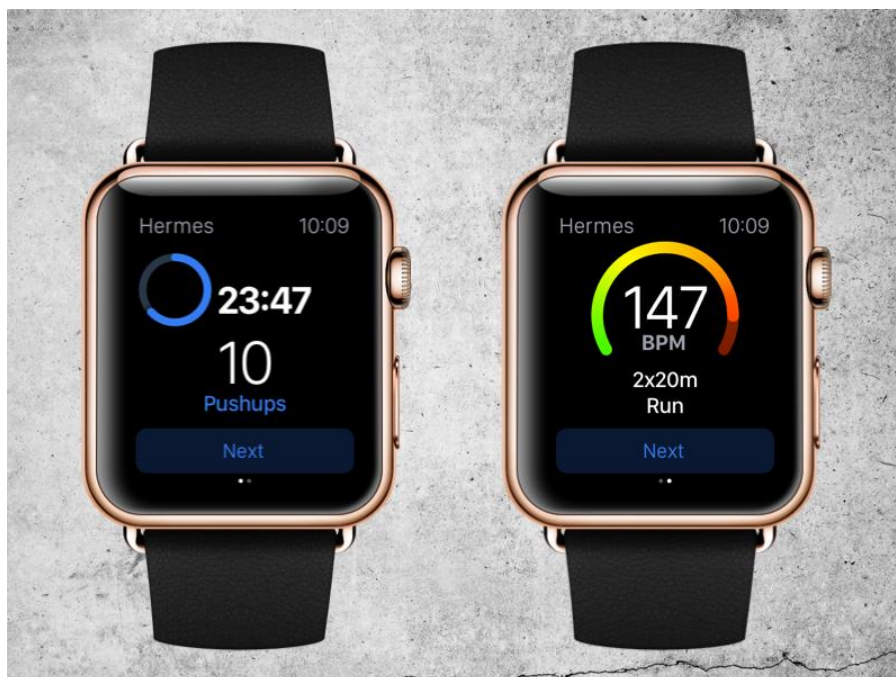 Hermes 10:09
23:47
10
Pushups
Next
Hermes 10:09
147
BPM
2x20m
Run
Next